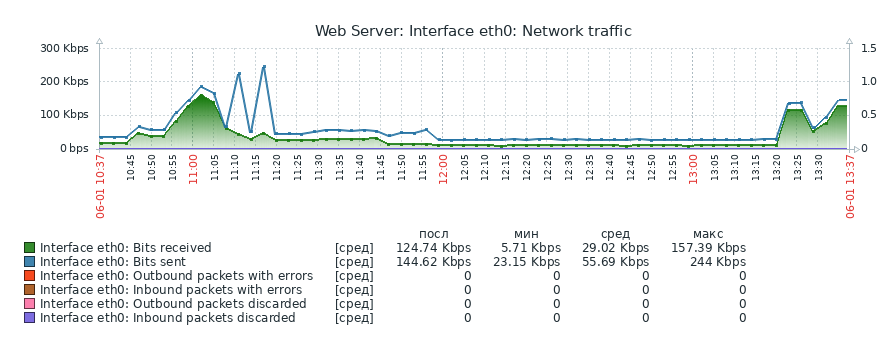 Web Server: Interface eth0: Network traffic
300 Kbps 1.5
200 Kbps 1.0
100 Kbps 0.5
0 bps 0
06-01 10:37 10:45 10:50 10:55 11:00 11:05 11:10 11:15 11:20 11:25 11:30 11:35 11:40 11:45 11:50 11:55 12:00 12:05 12:10 12:15 12:20 12:25 12:30 12:35 12:40 12:45 12:50 12:55 13:00 13:05 13:10 13:15 13:20 13:25 13:30 06-01 13:37
посл мин сред макс
Interface eth0: Bits received [сред] 124.74 Kbps 5.71 Kbps 29.02 Kbps 157.39 Kbps
Interface eth0: Bits sent [сред] 144.62 Kbps 23.15 Kbps 55.69 Kbps 244 Kbps
Interface eth0: Outbound packets with errors [сред] 0 0 0 0
Interface eth0: Inbound packets with errors [сред] 0 0 0 0
Interface eth0: Outbound packets discarded [сред] 0 0 0 0
Interface eth0: Inbound packets discarded [сред] 0 0 0 0